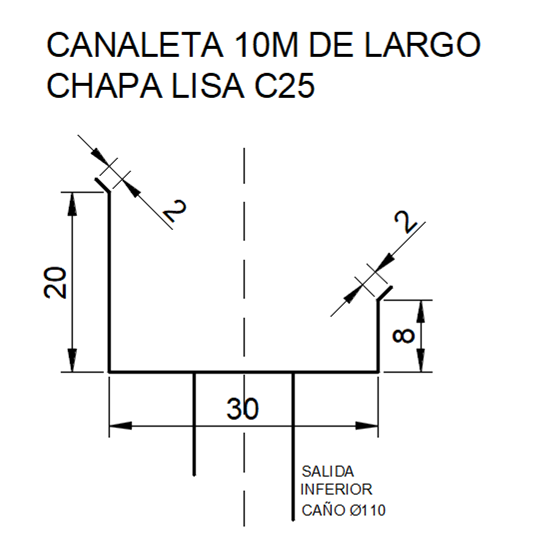 CANALETA 10M DE LARGO
CHAPA LISA C25
2
2
20
8
30
SALIDA
INFERIOR
CAÑO Ø110